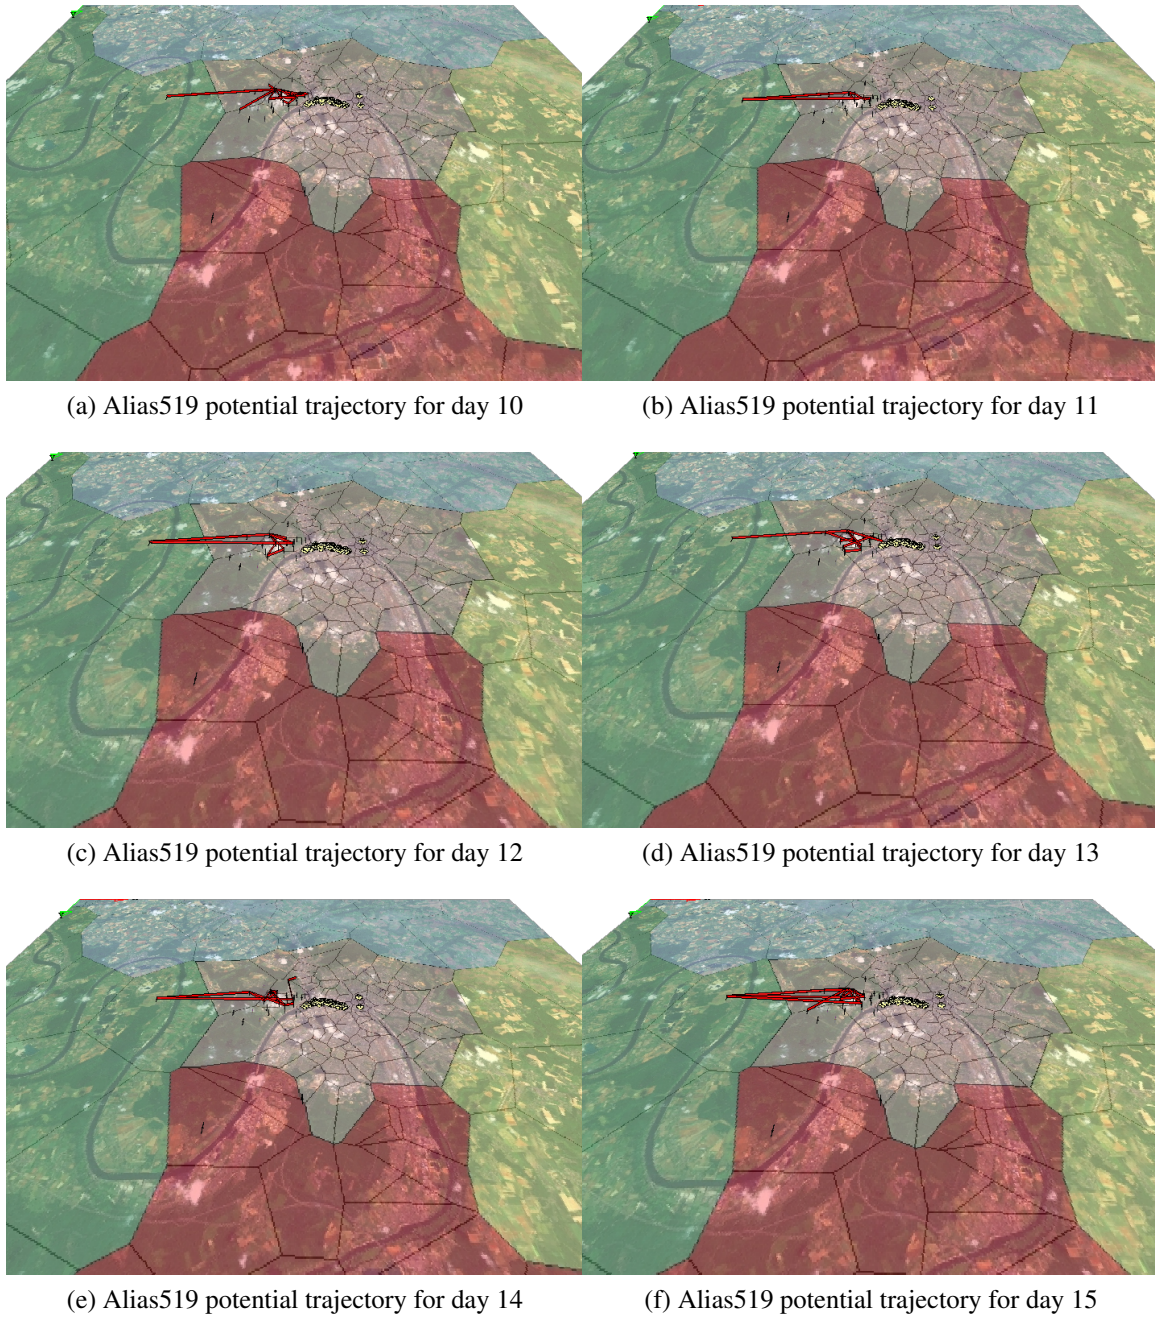 (a) Alias519 potential trajectory for day 10
(b) Alias519 potential trajectory for day 11
(c) Alias519 potential trajectory for day 12
(d) Alias519 potential trajectory for day 13
(e) Alias519 potential trajectory for day 14
(f) Alias519 potential trajectory for day 15